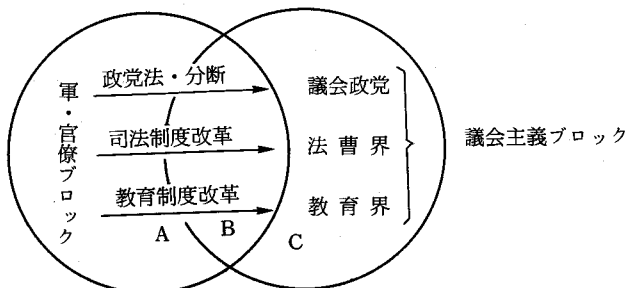 軍・官僚ブロック
政党法・分断
司法制度改革
教育制度改革
A
B
C
議会政党
法曹界
教育界
議会主義ブロック